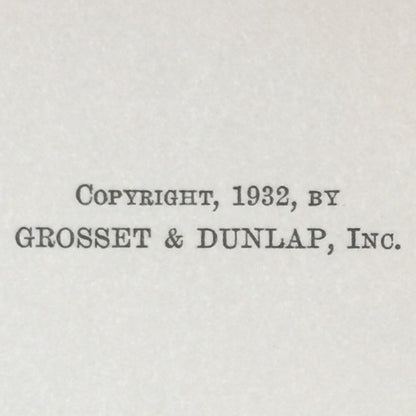 Copyright, 1932, by
GROSSET & DUNLAP, Inc.